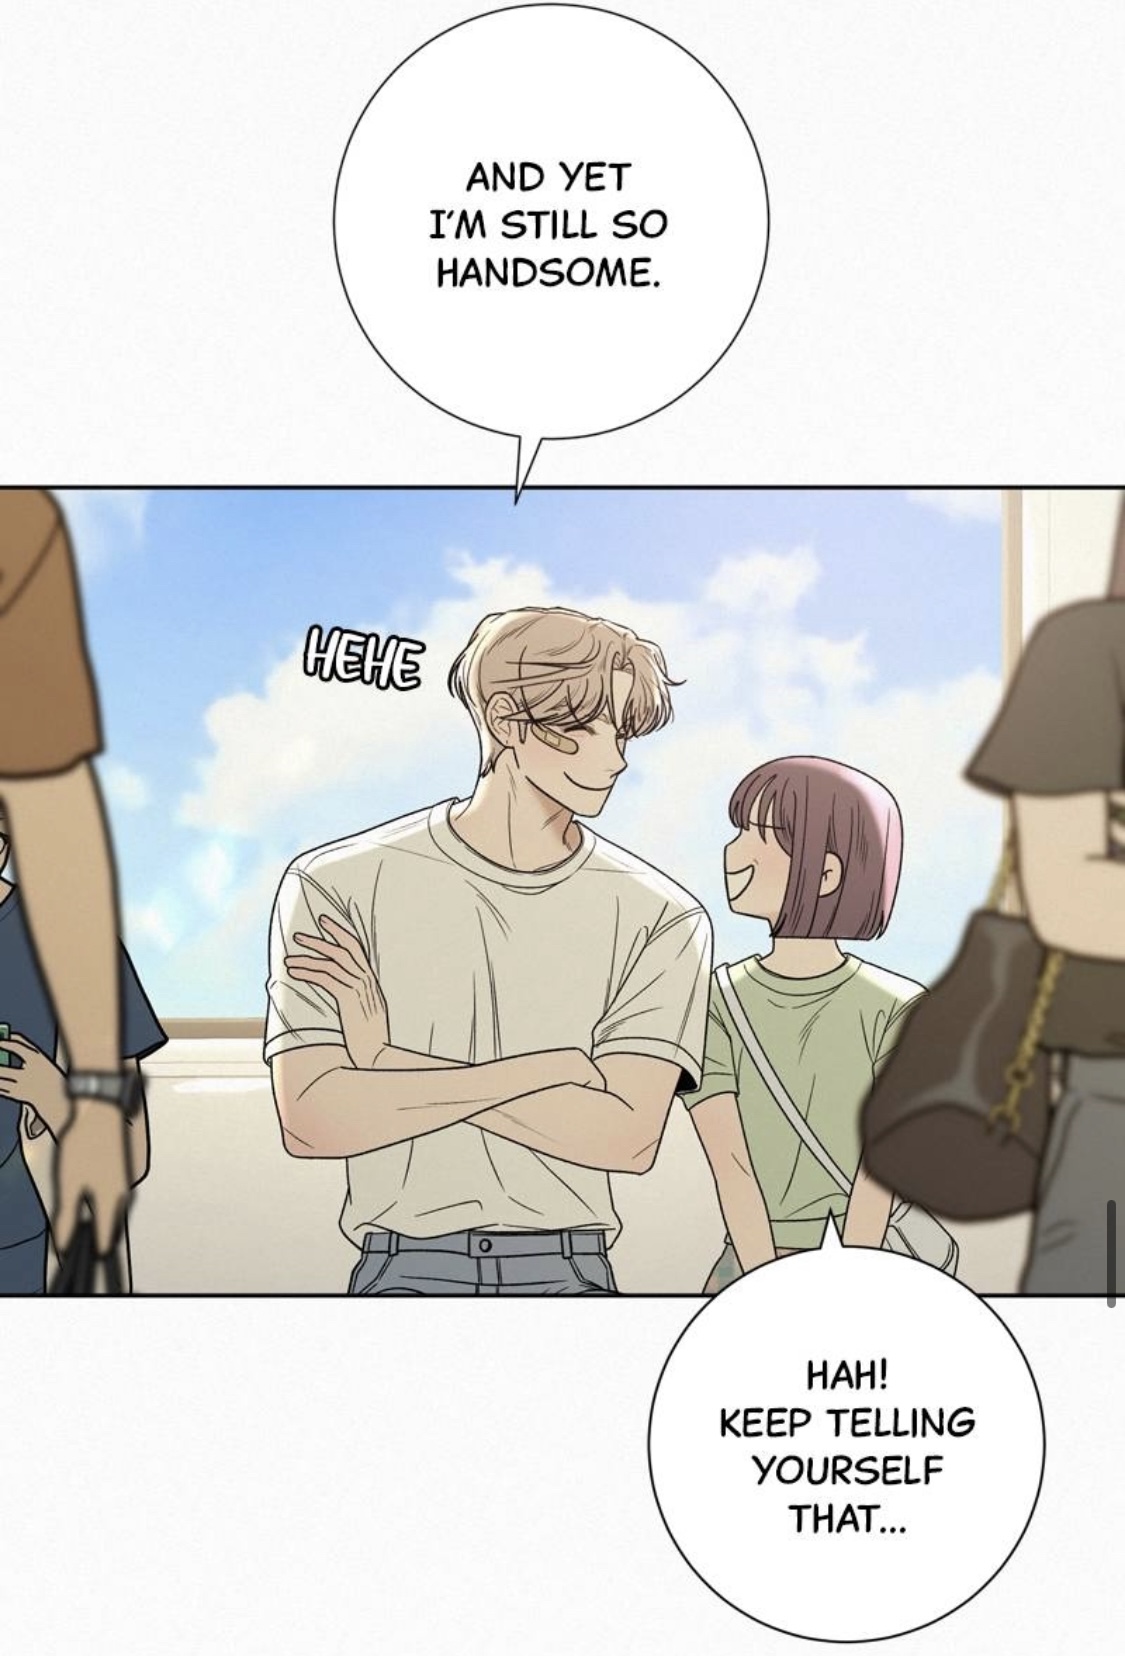 AND YET
I'M STILL SO
HANDSOME.
HEHE
HAH!
KEEP TELLING
YOURSELF
THAT...